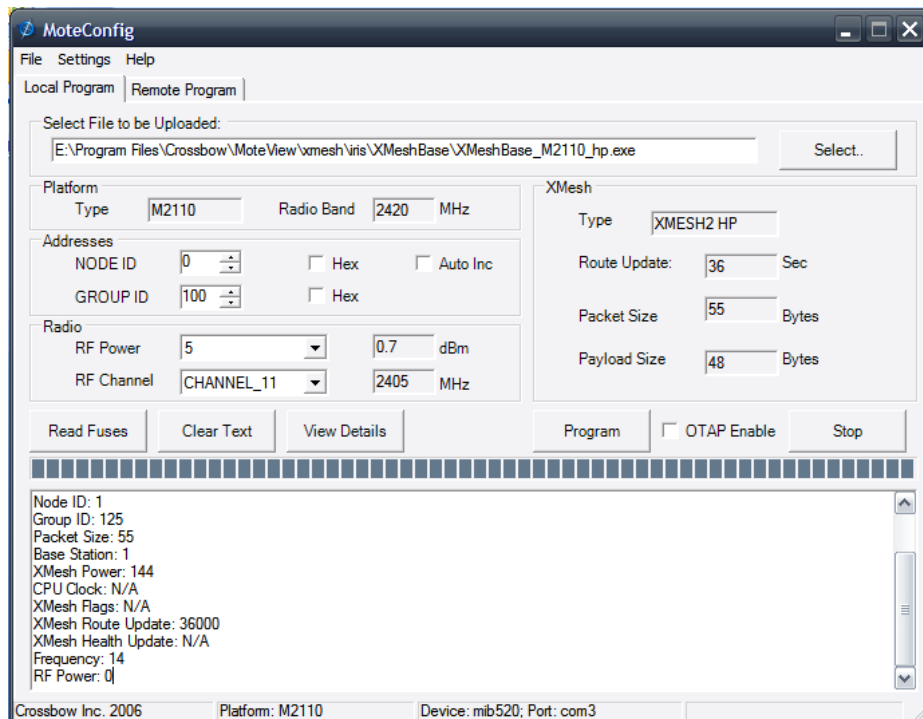 MoteConfig
File Settings Help
Local Program Remote Program
Select File to be Uploaded:
E:\Program Files\Crossbow\MoteView\xmesh\iris\XMeshBase\XMeshBase_M2110_hp.exe Select..
Platform
Type M2110 Radio Band 2420 MHz
Addresses
NODE ID 0 Hex Auto Inc
GROUP ID 100 Hex
Radio
RF Power 5 0.7 dBm
RF Channel CHANNEL_11 2405 MHz
XMesh
Type XMESH2 HP
Route Update: 36 Sec
Packet Size 55 Bytes
Payload Size 48 Bytes
Read Fuses Clear Text View Details Program OTAP Enable Stop
Node ID: 1
Group ID: 125
Packet Size: 55
Base Station: 1
XMesh Power: 144
CPU Clock: N/A
XMesh Flags: N/A
XMesh Route Update: 36000
XMesh Health Update: N/A
Frequency: 14
RF Power: 0
Crossbow Inc. 2006 Platform: M2110 Device: mib520; Port: com3